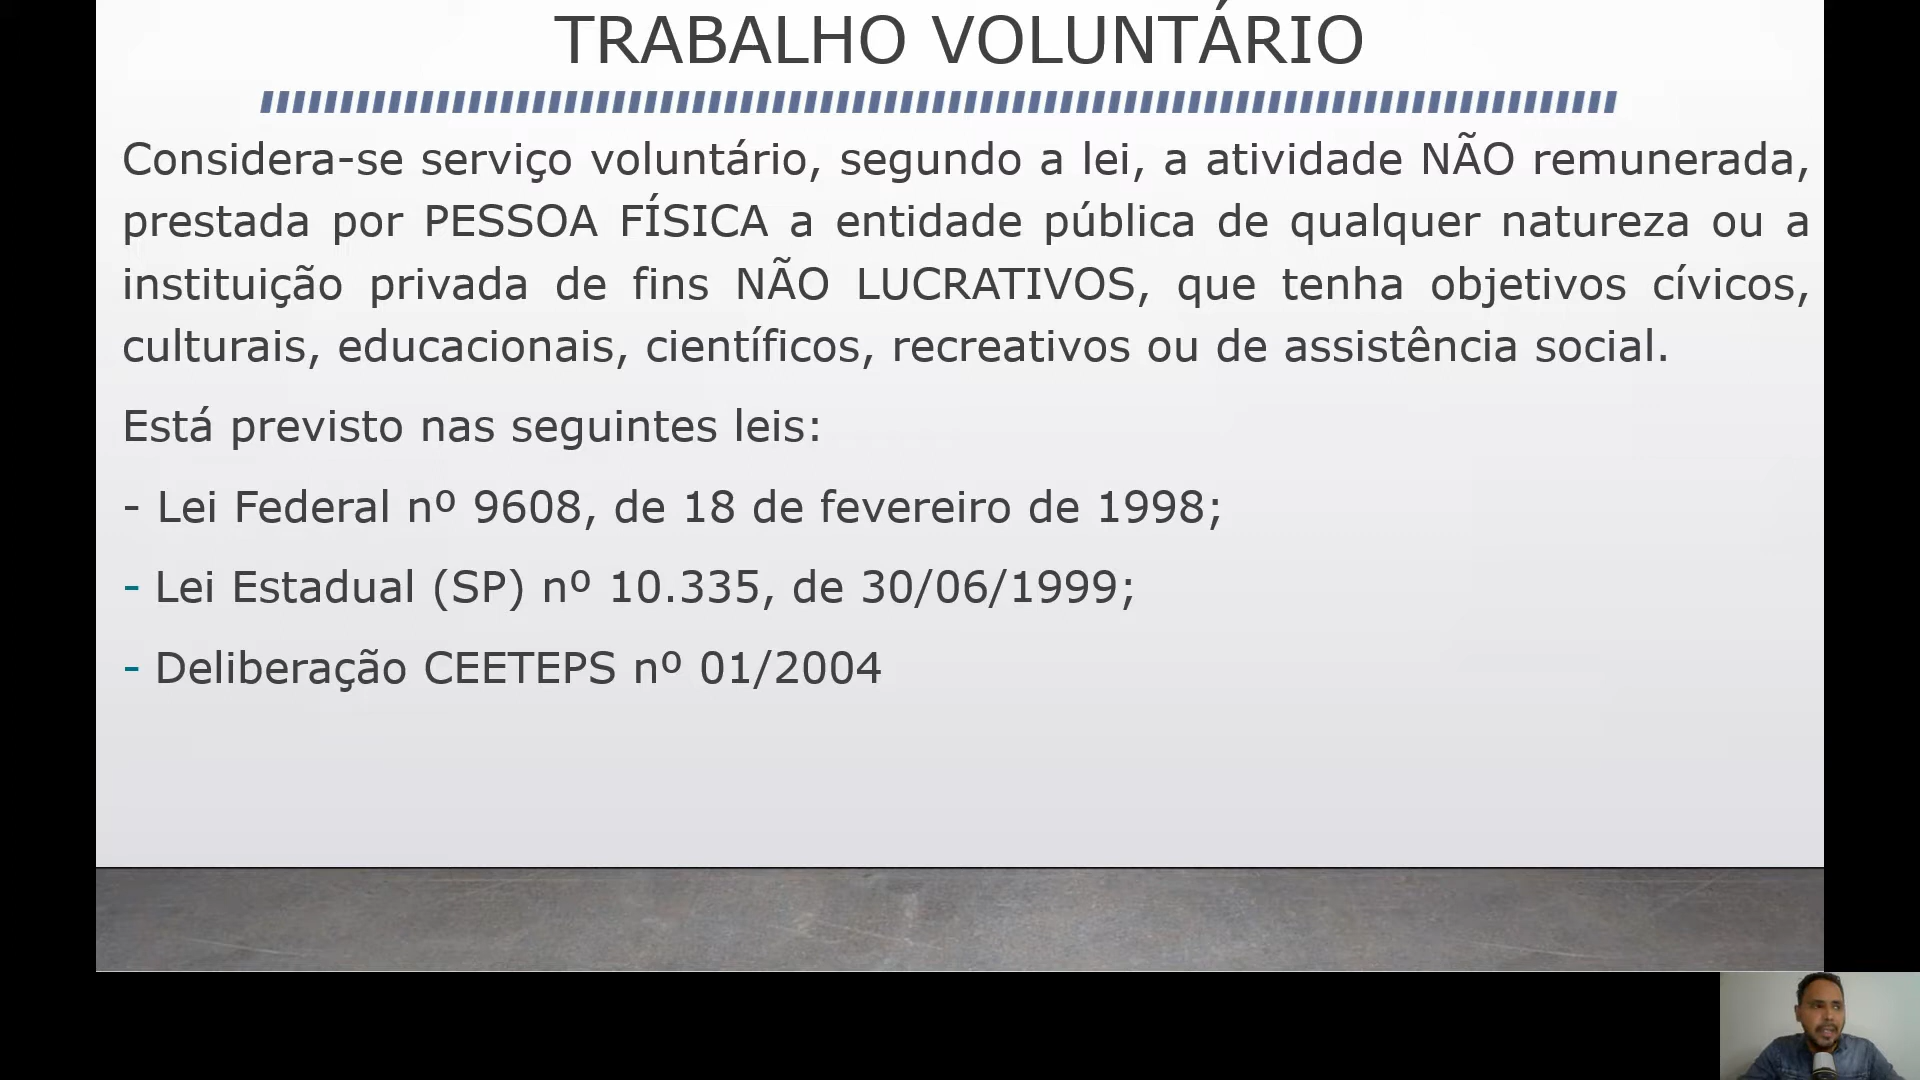 TRABALHO VOLUNTÁRIO
Considera-se serviço voluntário, segundo a lei, a atividade NÃO remunerada,
prestada por PESSOA FÍSICA a entidade pública de qualquer natureza ou a
instituição privada de fins NÃO LUCRATIVOS, que tenha objetivos cívicos,
culturais, educacionais, científicos, recreativos ou de assistência social.
Está previsto nas seguintes leis:
- Lei Federal nº 9608, de 18 de fevereiro de 1998;
- Lei Estadual (SP) nº 10.335, de 30/06/1999;
- Deliberação CEETEPS nº 01/2004